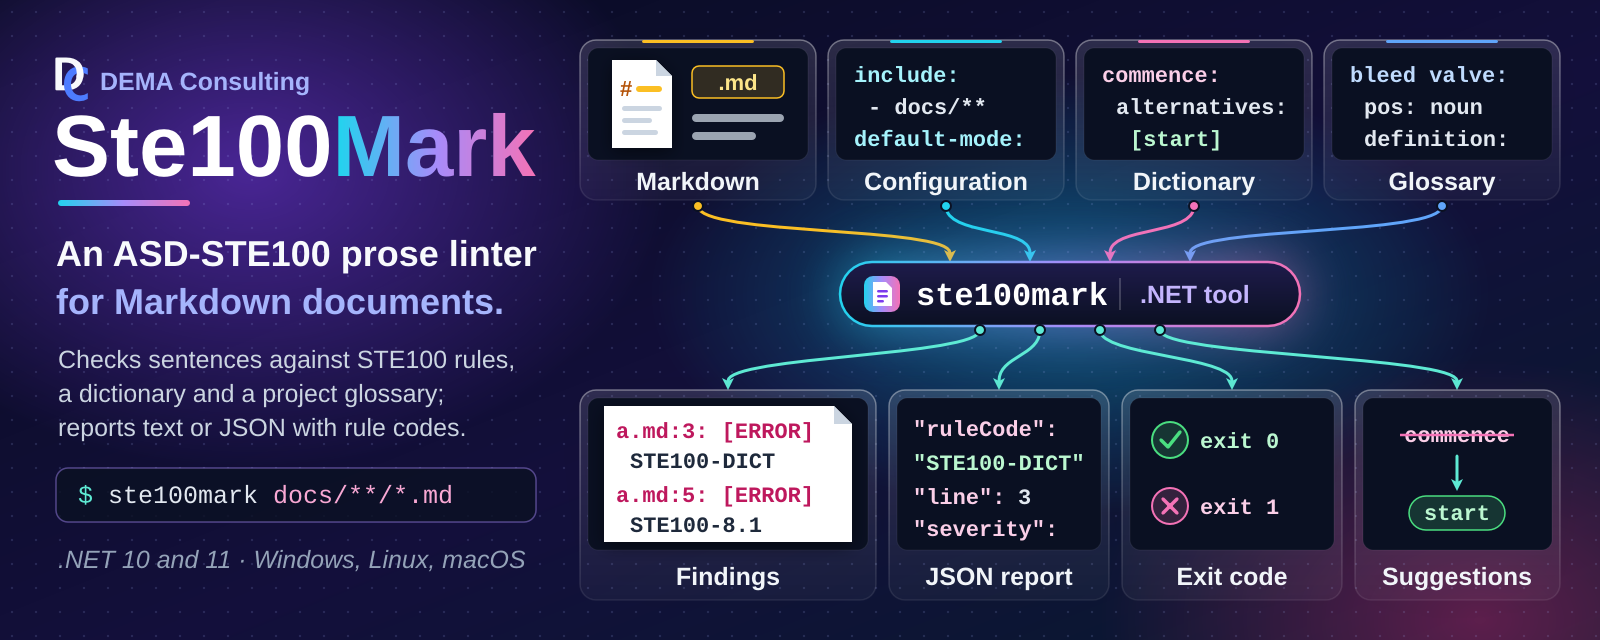 DC DEMA Consulting
Ste100Mark
An ASD-STE100 prose linter
for Markdown documents.
Checks sentences against STE100 rules,
a dictionary and a project glossary;
reports text or JSON with rule codes.
$ ste100mark docs/**/*.md
.NET 10 and 11 · Windows, Linux, macOS
#
.md
Markdown
include:
- docs/**
default-mode:
Configuration
commence:
alternatives:
[start]
Dictionary
bleed valve:
pos: noun
definition:
Glossary
ste100mark
.NET tool
a.md:3: [ERROR]
STE100-DICT
a.md:5: [ERROR]
STE100-8.1
Findings
"ruleCode":
"STE100-DICT"
"line": 3
"severity":
JSON report
exit 0
exit 1
Exit code
commence
start
Suggestions